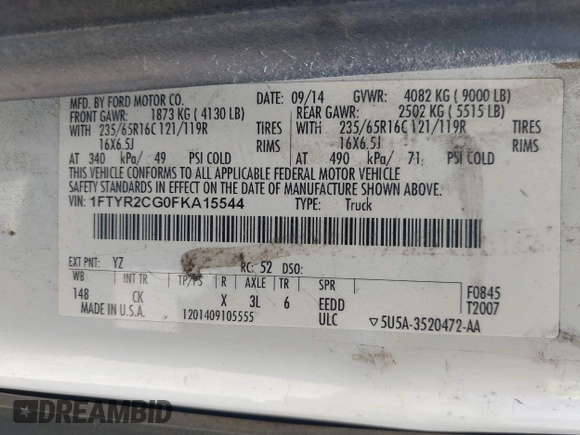 MFD. BY FORD MOTOR CO. DATE: 09/14 GVWR: 4082 KG ( 9000 LB)
FRONT GAWR: 1873 KG ( 4130 LB) REAR GAWR: 2502 KG ( 5515 LB)
WITH 235/65R16C 121/119R TIRES WITH 235/65R16C 121/119R TIRES
16X6.5J RIMS 16X6.5J RIMS
AT 340 kPa/ 49 PSI COLD AT 490 kPa/ 71 PSI COLD
THIS VEHICLE CONFORMS TO ALL APPLICABLE FEDERAL MOTOR VEHICLE
SAFETY STANDARDS IN EFFECT ON THE DATE OF MANUFACTURE SHOWN ABOVE.
VIN: 1FTYR2CG0FKA15544 TYPE: Truck
EXT PNT: YZ RC: 52 DSO:
WB INT TR TP/PS R AXLE TR SPR
148 CK X 3L 6 EEDD F0845
MADE IN U.S.A. 1201409105555 ULC ▽5U5A-3520472-AA T2007
DREAMBID